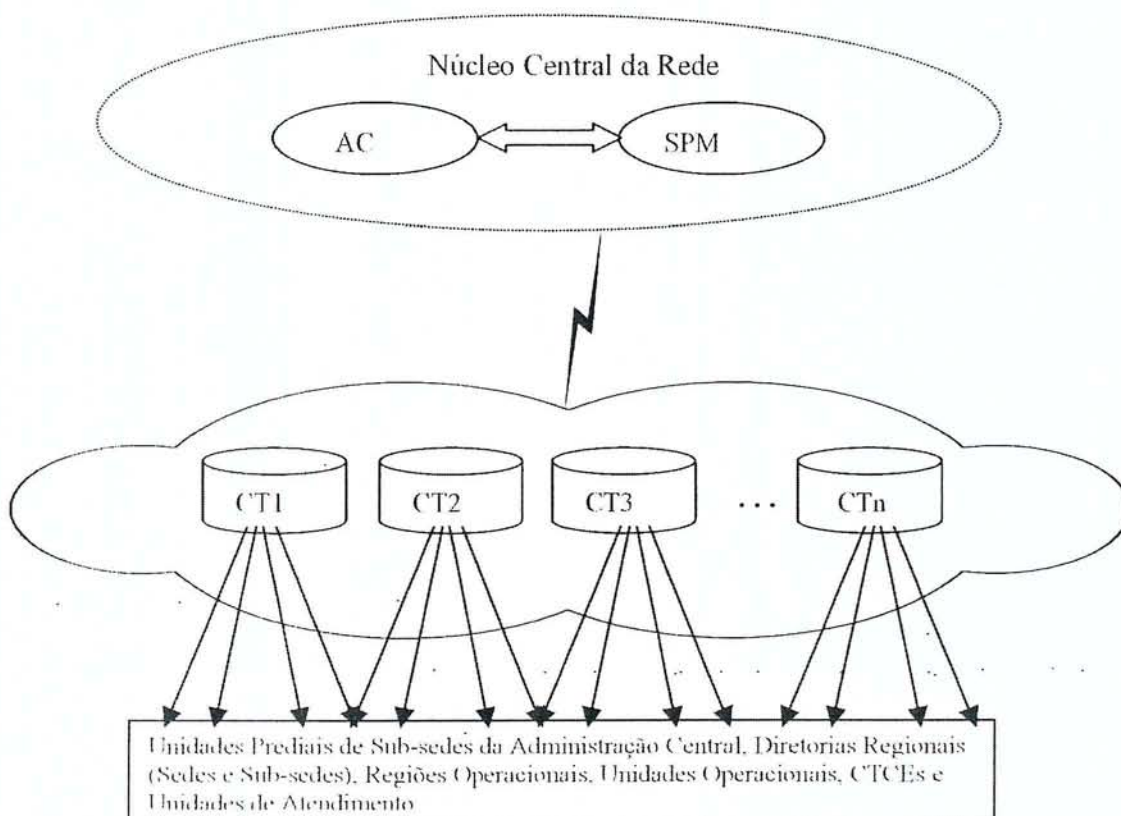 Núcleo Central da Rede
AC
SPM
CT1
CT2
CT3
...
CTn
Unidades Prediais de Sub-sedes da Administração Central, Diretorias Regionais
(Sedes e Sub-sedes), Regiões Operacionais, Unidades Operacionais, CTCEs e
Unidades de Atendimento